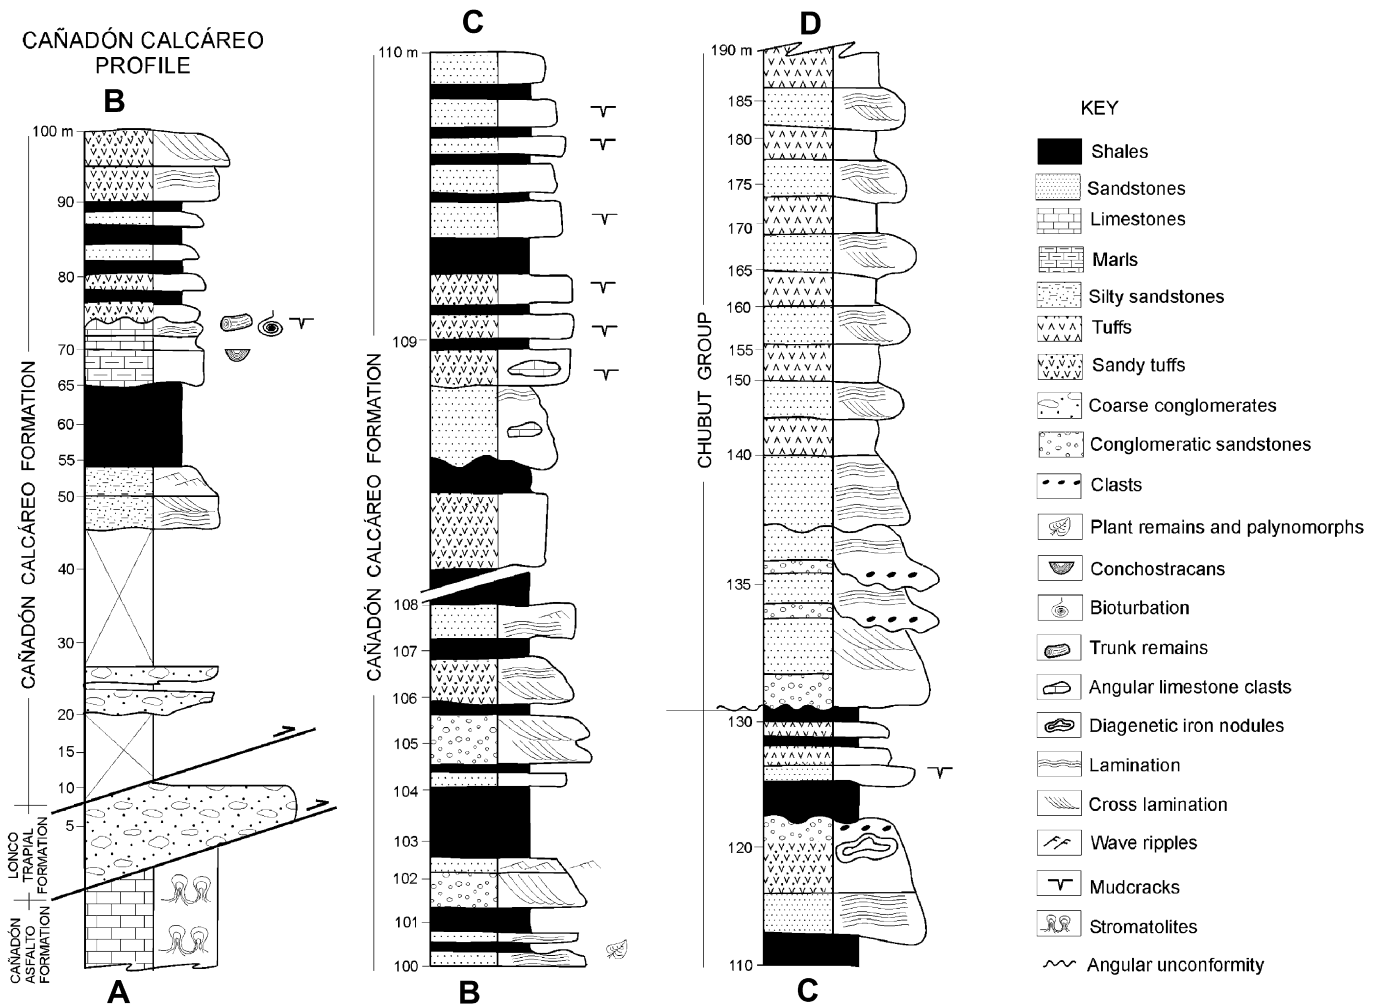 CAÑADÓN CALCÁREO
PROFILE
B
100 m
90
80
70
65
60
55
50
40
30
20
15
10
5
CAÑADÓN CALCÁREO FORMATION
LONCO
TRAPIAL
FORMATION
CAÑADÓN
ASFALTO
FORMATION
A
C
110 m
109
108
107
106
105
104
103
102
101
100
CAÑADÓN CALCÁREO FORMATION
B
D
190 m
185
180
175
170
165
160
155
150
140
135
130
120
110
CHUBUT GROUP
C
KEY
Shales
Sandstones
Limestones
Marls
Silty sandstones
Tuffs
Sandy tuffs
Coarse conglomerates
Conglomeratic sandstones
Clasts
Plant remains and palynomorphs
Conchostracans
Bioturbation
Trunk remains
Angular limestone clasts
Diagenetic iron nodules
Lamination
Cross lamination
Wave ripples
Mudcracks
Stromatolites
Angular unconformity